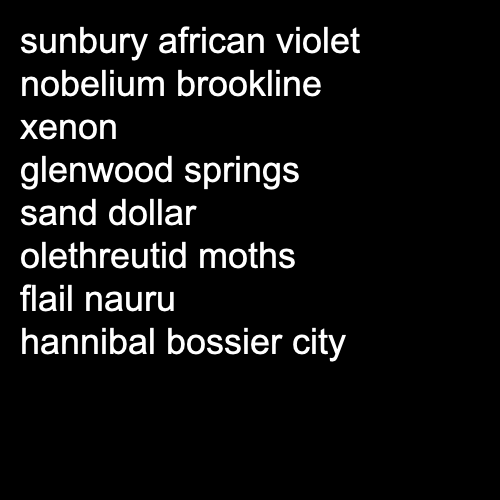 sunbury african violet
nobelium brookline
xenon
glenwood springs
sand dollar
olethreutid moths
flail nauru
hannibal bossier city